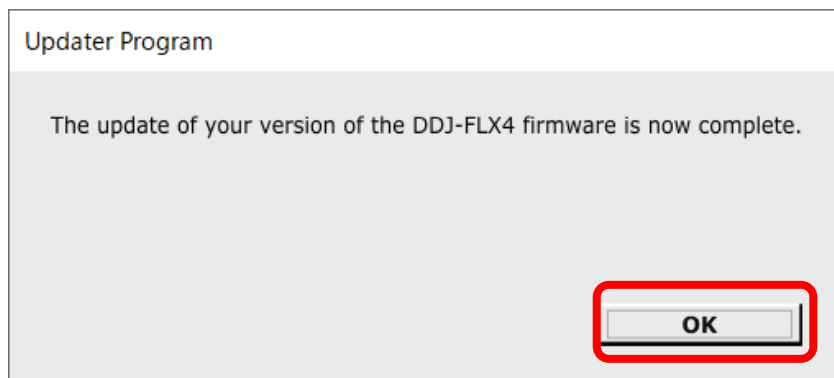 Updater Program
The update of your version of the DDJ-FLX4 firmware is now complete.
OK